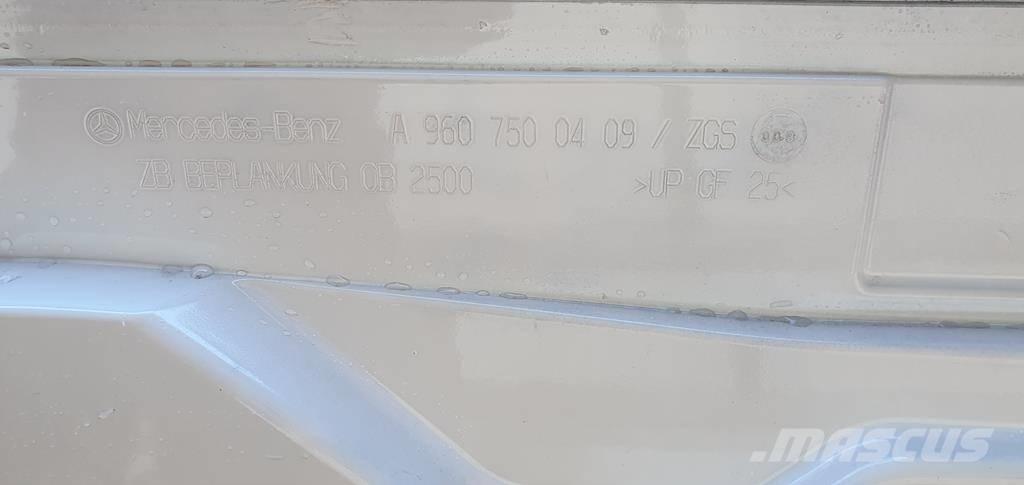 Mercedes-Benz A 960 750 04 09 / ZGS
ZB BEPLANKUNG OB 2500 >UP GF 25<
.MASCUS